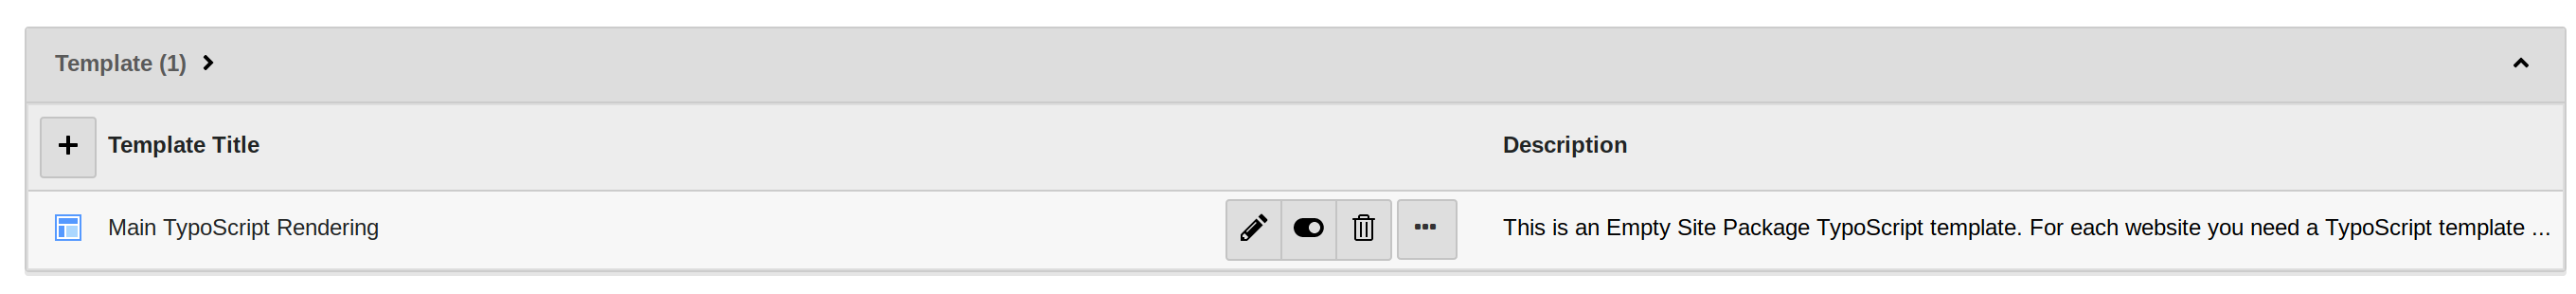 Template (1)
Template Title Description
Main TypoScript Rendering This is an Empty Site Package TypoScript template. For each website you need a TypoScript template ...